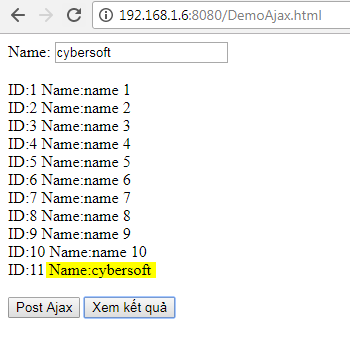 192.168.1.6:8080/DemoAjax.html
Name: cybersoft
ID:1 Name:name 1
ID:2 Name:name 2
ID:3 Name:name 3
ID:4 Name:name 4
ID:5 Name:name 5
ID:6 Name:name 6
ID:7 Name:name 7
ID:8 Name:name 8
ID:9 Name:name 9
ID:10 Name:name 10
ID:11 Name:cybersoft
Post Ajax Xem kết quả